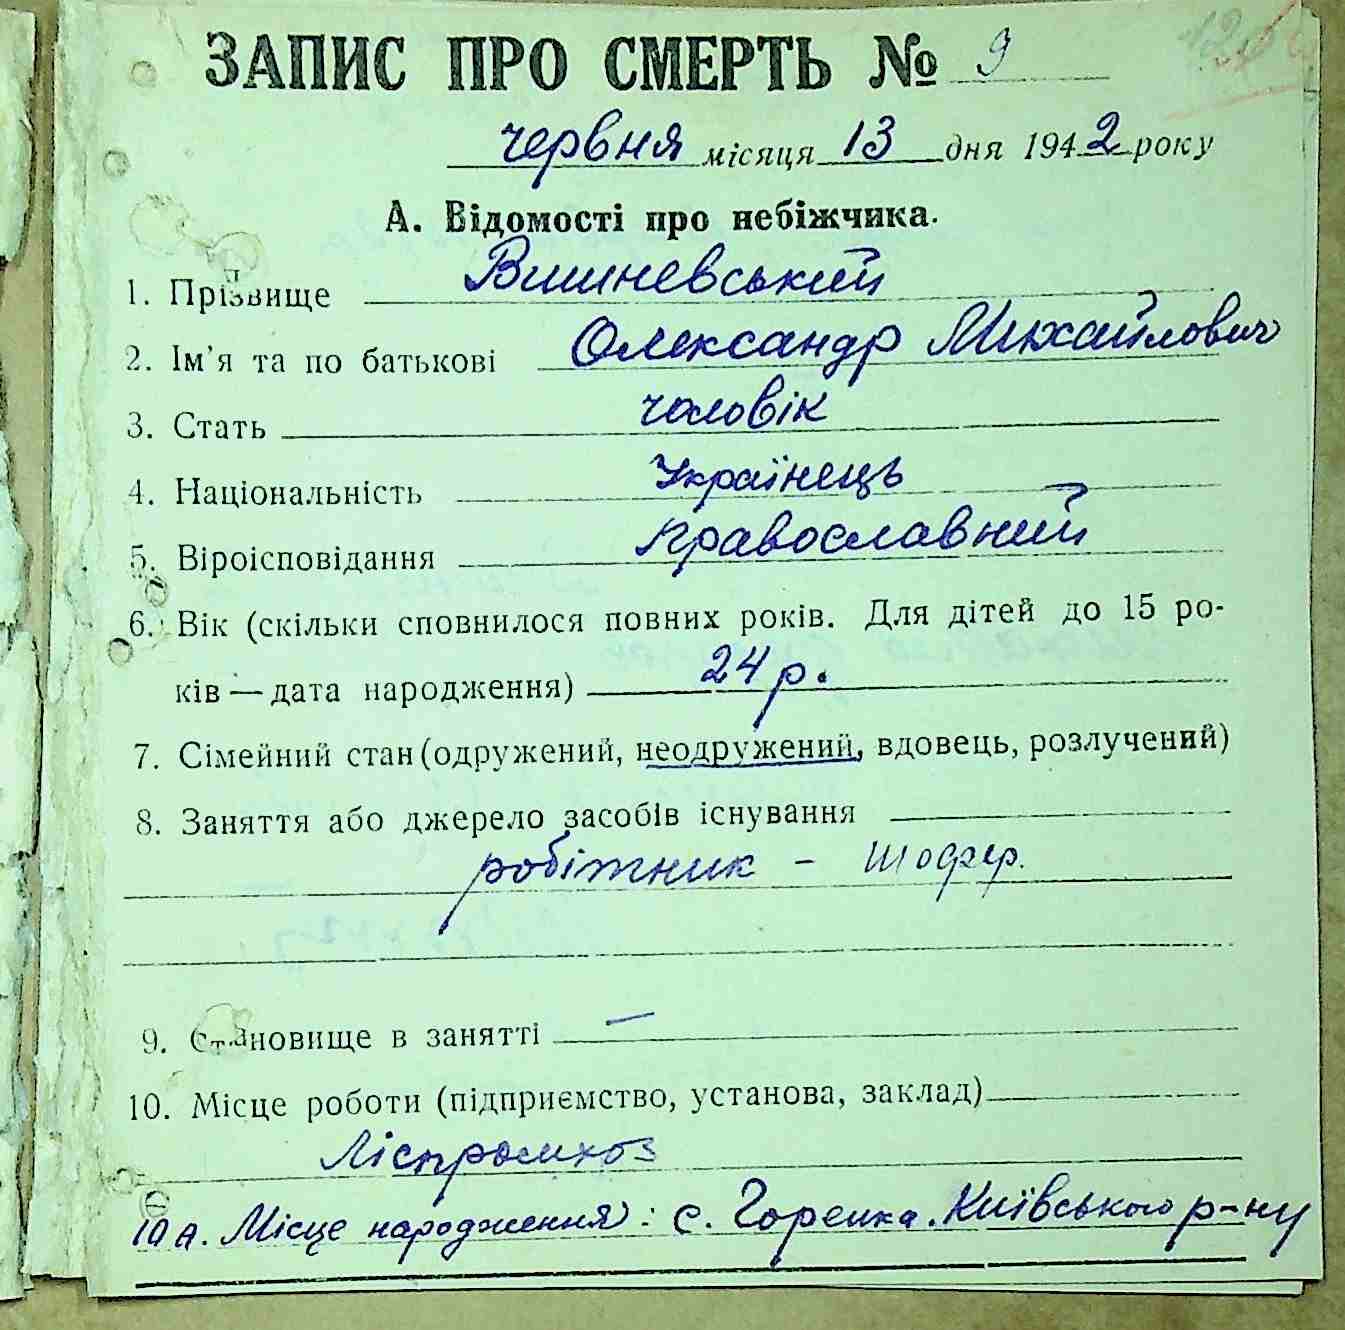 ЗАПИС ПРО СМЕРТЬ № 9
червня місяця 13 дня 1942 року
А. Відомості про небіжчика.
1. Прізвище Вишневський
2. Ім'я та по батькові Олександр Михайлович
3. Стать чоловік
4. Національність Українець
5. Віроісповідання православний
6. Вік (скільки сповнилося повних років. Для дітей до 15 ро-
ків — дата народження) 24 р.
7. Сімейний стан (одружений, неодружений, вдовець, розлучений)
8. Заняття або джерело засобів існування
робітник - шофер.
9. Становище в занятті —
10. Місце роботи (підприємство, установа, заклад)
Ліспромхоз
10 А. Місце народження: с. Горенка. Київського р-ну